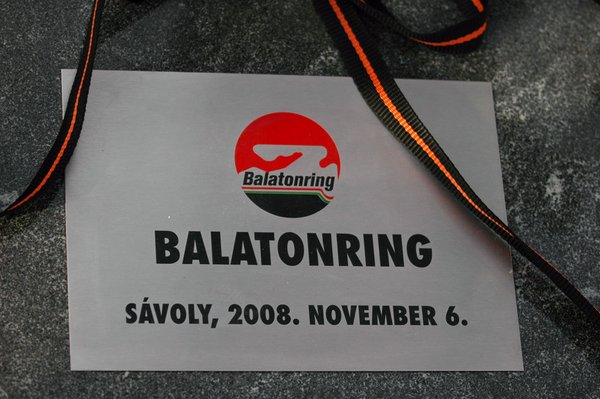 Balatonring
BALATONRING
SÁVOLY, 2008. NOVEMBER 6.